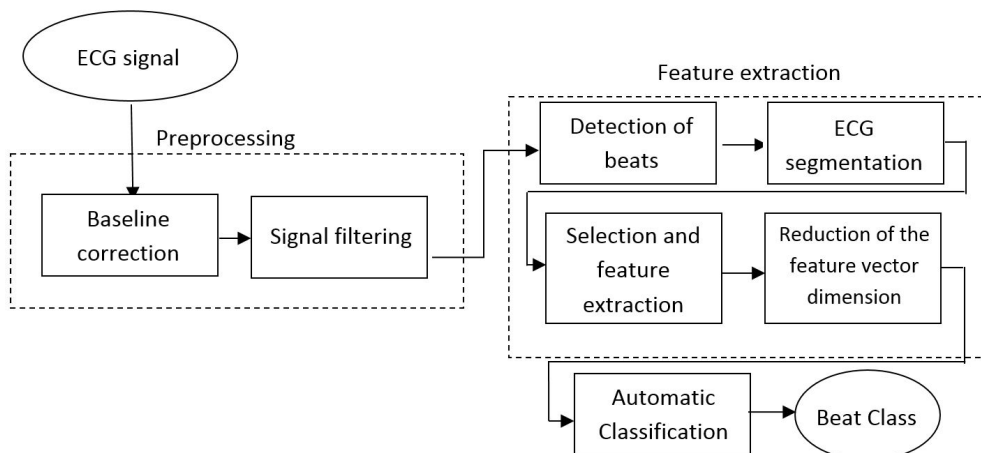 ECG signal
Preprocessing
Baseline
correction
Signal filtering
Feature extraction
Detection of
beats
ECG
segmentation
Selection and
feature
extraction
Reduction of the
feature vector
dimension
Automatic
Classification
Beat Class